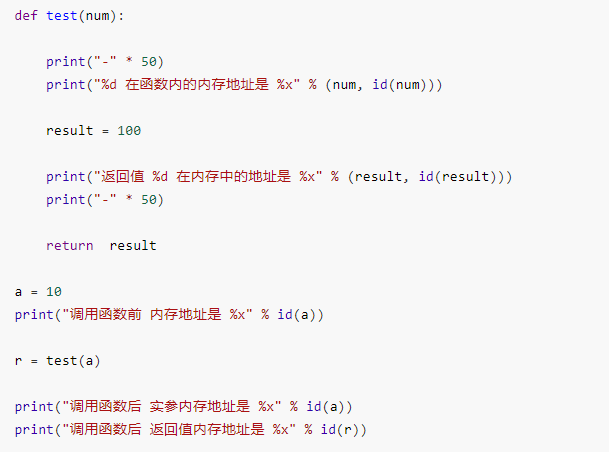 def test(num):
    print("-" * 50)
    print("%d 在函数内的内存地址是 %x" % (num, id(num)))
    result = 100
    print("返回值 %d 在内存中的地址是 %x" % (result, id(result)))
    print("-" * 50)
    return  result
a = 10
print("调用函数前 内存地址是 %x" % id(a))
r = test(a)
print("调用函数后 实参内存地址是 %x" % id(a))
print("调用函数后 返回值内存地址是 %x" % id(r))